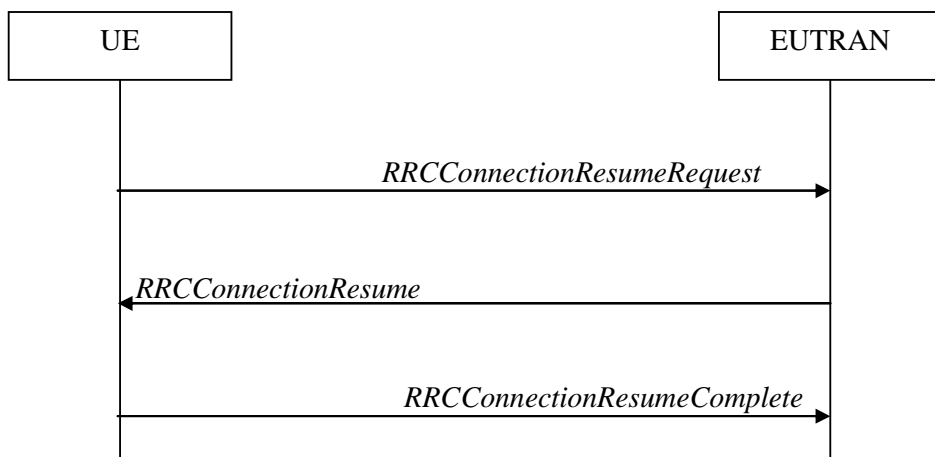 UE
EUTRAN
RRCConnectionResumeRequest
RRCConnectionResume
RRCConnectionResumeComplete